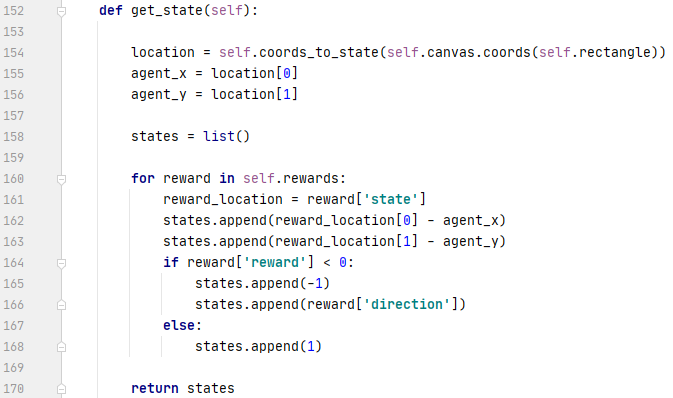 152 def get_state(self):
153
154 location = self.coords_to_state(self.canvas.coords(self.rectangle))
155 agent_x = location[0]
156 agent_y = location[1]
157
158 states = list()
159
160 for reward in self.rewards:
161 reward_location = reward['state']
162 states.append(reward_location[0] - agent_x)
163 states.append(reward_location[1] - agent_y)
164 if reward['reward'] < 0:
165 states.append(-1)
166 states.append(reward['direction'])
167 else:
168 states.append(1)
169
170 return states